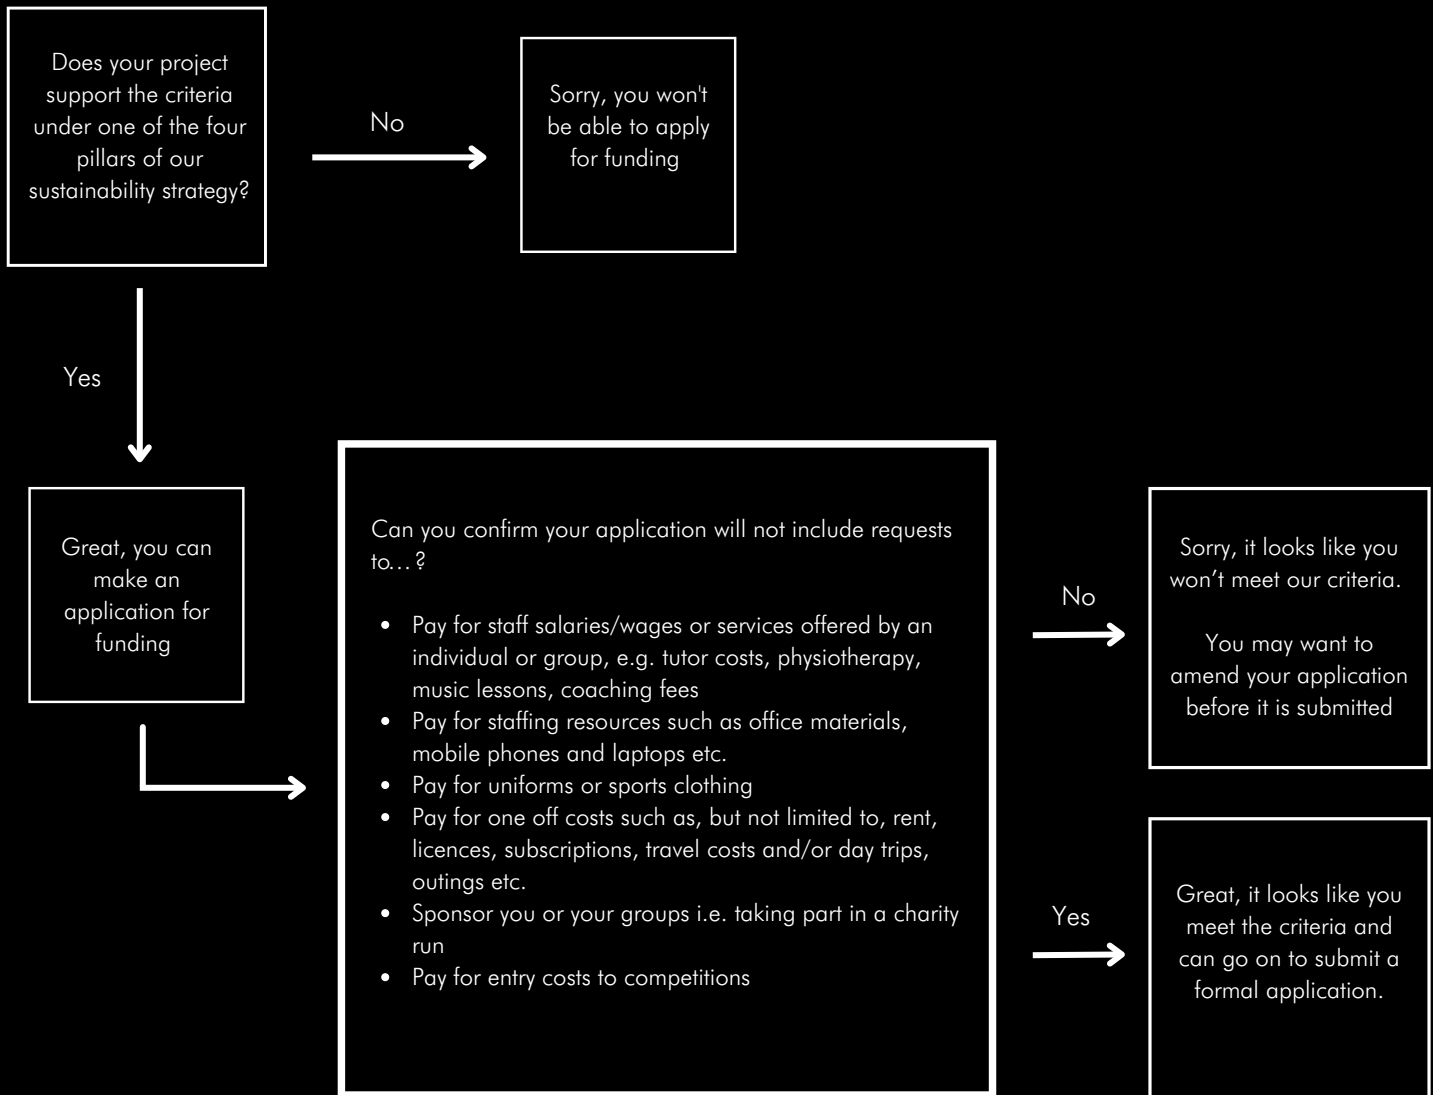 Does your project
support the criteria
under one of the four
pillars of our
sustainability strategy?
No
Sorry, you won't
be able to apply
for funding
Yes
Great, you can
make an
application for
funding
Can you confirm your application will not include requests
to...?
• Pay for staff salaries/wages or services offered by an
individual or group, e.g. tutor costs, physiotherapy,
music lessons, coaching fees
• Pay for staffing resources such as office materials,
mobile phones and laptops etc.
• Pay for uniforms or sports clothing
• Pay for one off costs such as, but not limited to, rent,
licences, subscriptions, travel costs and/or day trips,
outings etc.
• Sponsor you or your groups i.e. taking part in a charity
run
• Pay for entry costs to competitions
No
Sorry, it looks like you
won’t meet our criteria.
You may want to
amend your application
before it is submitted
Yes
Great, it looks like you
meet the criteria and
can go on to submit a
formal application.